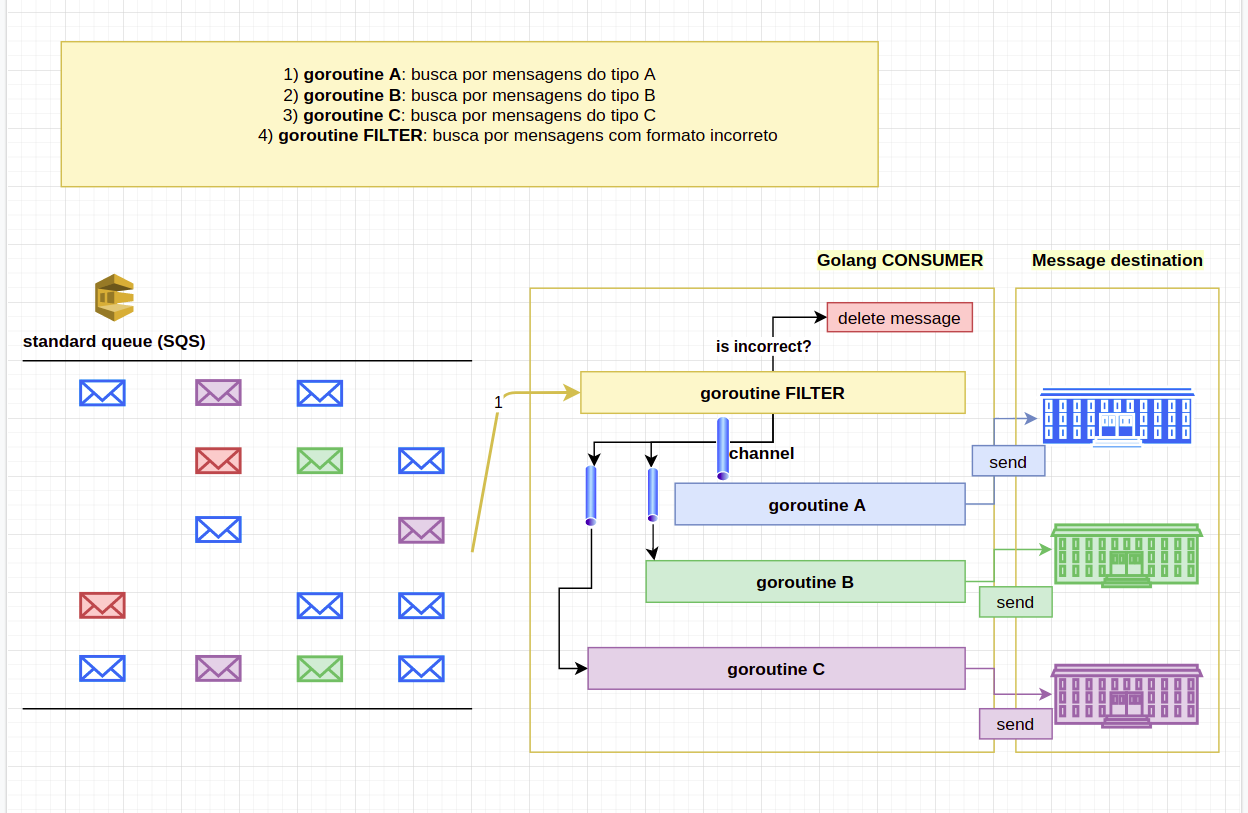 1) goroutine A: busca por mensagens do tipo A
2) goroutine B: busca por mensagens do tipo B
3) goroutine C: busca por mensagens do tipo C
4) goroutine FILTER: busca por mensagens com formato incorreto
Golang CONSUMER
Message destination
standard queue (SQS)
delete message
is incorrect?
goroutine FILTER
1
channel
send
goroutine A
goroutine B
send
goroutine C
send